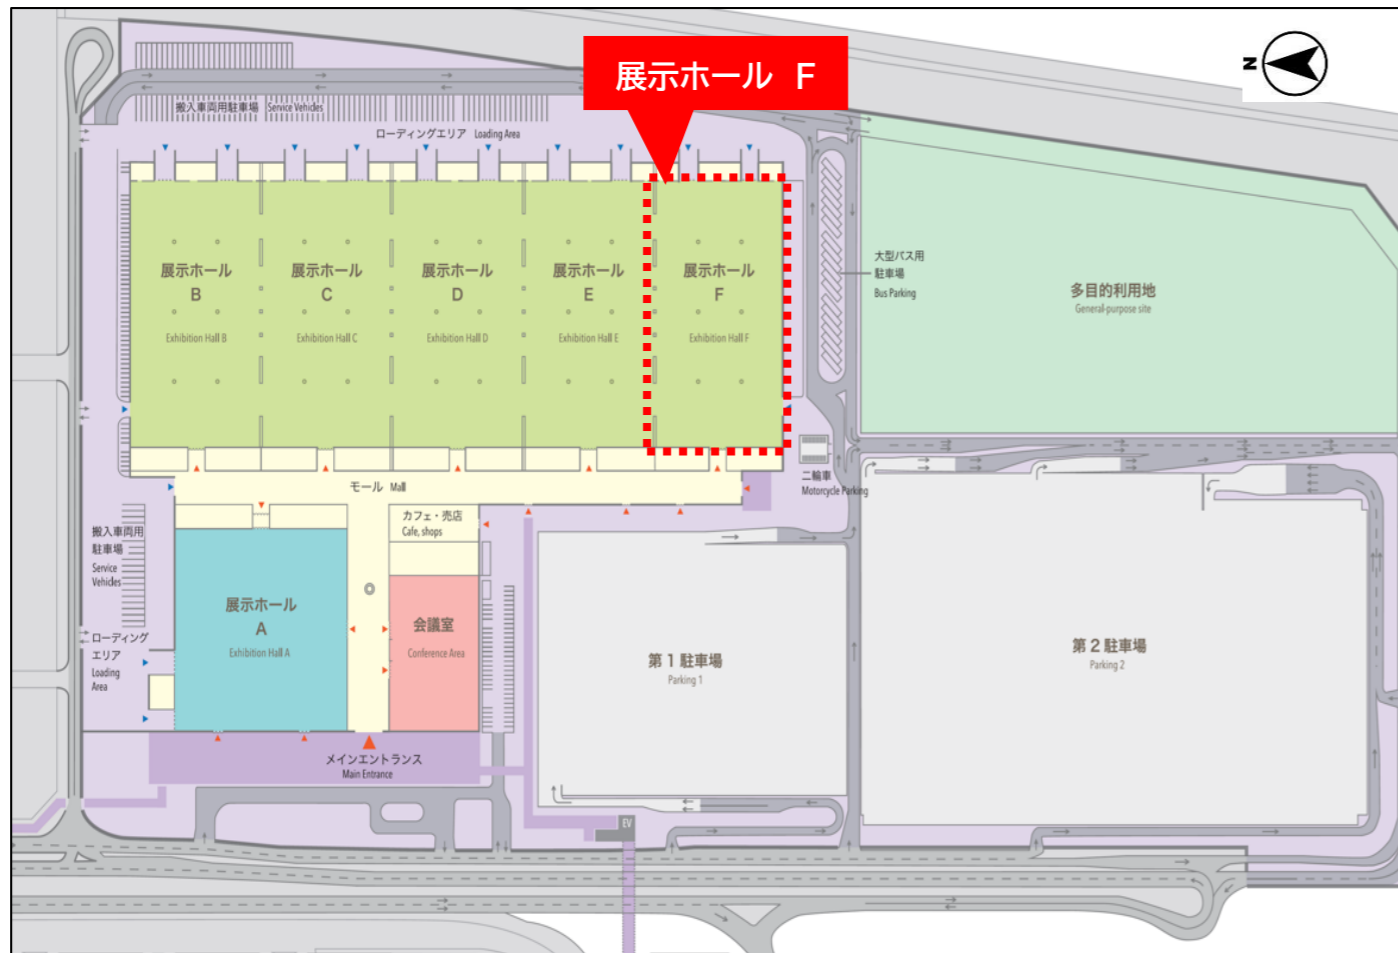 展示ホール F
N
搬入車両用駐車場 Service Vehicles
ローディングエリア Loading Area
展示ホール
B
Exhibition Hall B
展示ホール
C
Exhibition Hall C
展示ホール
D
Exhibition Hall D
展示ホール
E
Exhibition Hall E
展示ホール
F
Exhibition Hall F
大型バス用
駐車場
Bus Parking
多目的利用地
General-purpose site
二輪車
Motorcycle Parking
モール Mall
カフェ・売店
Cafe, shops
搬入車両用
駐車場
Service
Vehicles
展示ホール
A
Exhibition Hall A
会議室
Conference Area
ローディング
エリア
Loading
Area
第1駐車場
Parking 1
第2駐車場
Parking 2
メインエントランス
Main Entrance
EV